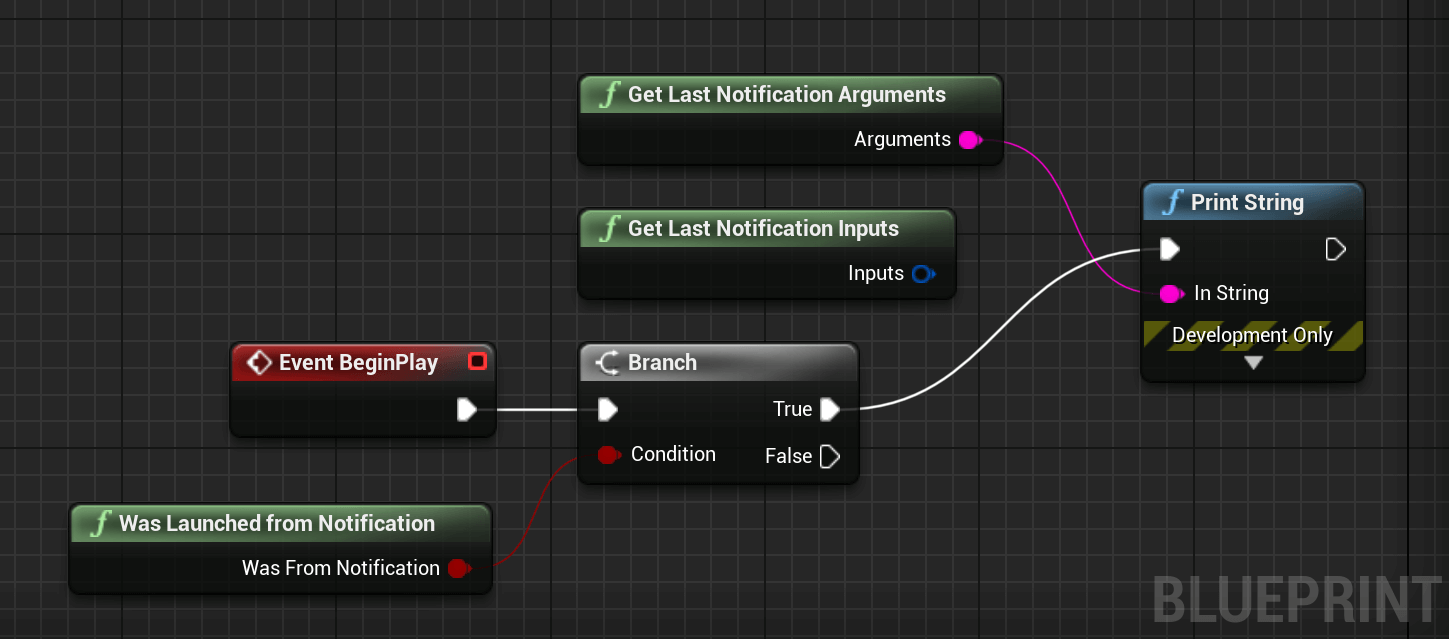 Get Last Notification Arguments
Arguments
Print String
Get Last Notification Inputs
Inputs
In String
Development Only
Event BeginPlay
Branch
True
Condition
False
Was Launched from Notification
Was From Notification
BLUEPRINT